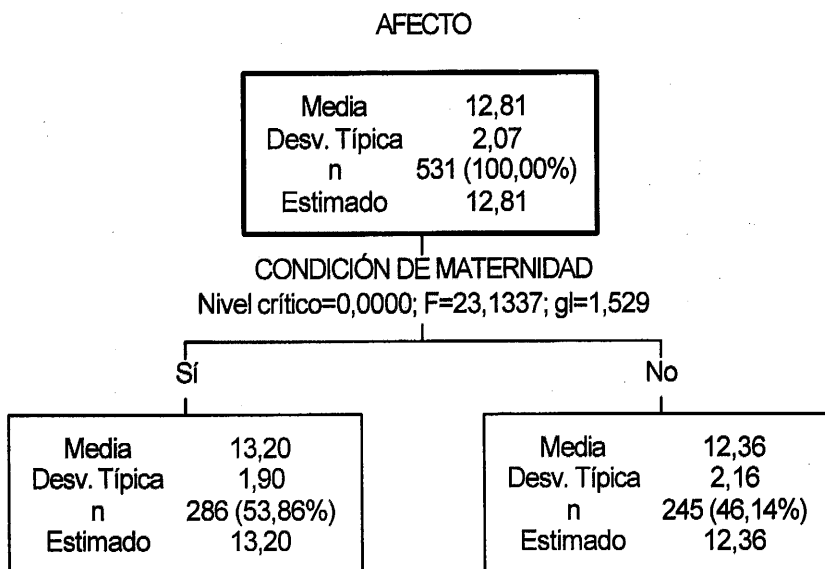 AFECTO
Media 12,81
Desv. Típica 2,07
n 531 (100,00%)
Estimado 12,81
CONDICIÓN DE MATERNIDAD
Nivel crítico=0,0000; F=23,1337; gl=1,529
Sí
No
Media 13,20
Desv. Típica 1,90
n 286 (53,86%)
Estimado 13,20
Media 12,36
Desv. Típica 2,16
n 245 (46,14%)
Estimado 12,36